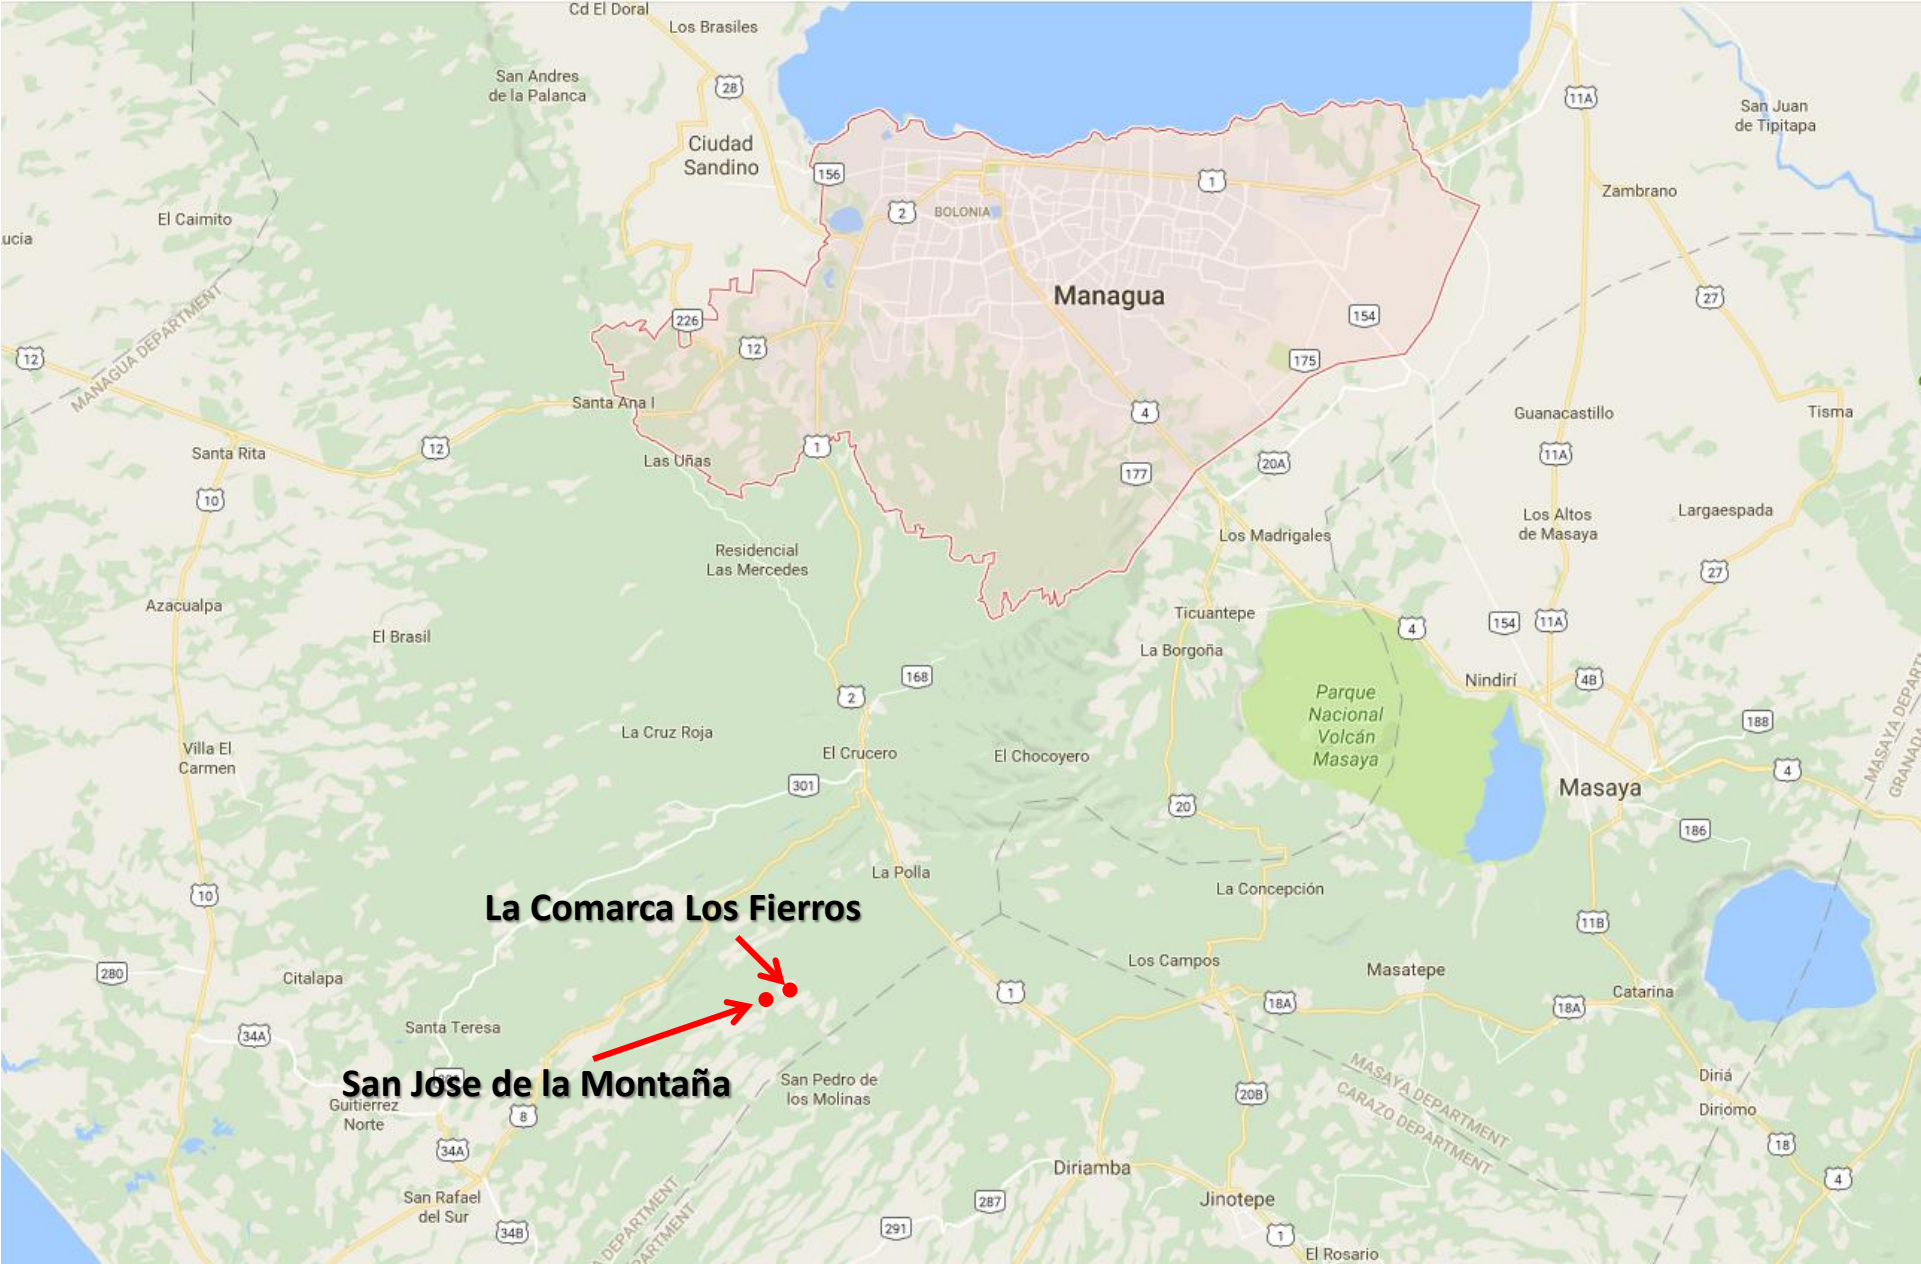 Cd El Doral
Los Brasiles
San Andres
de la Palanca
28
11A
San Juan
de Tipitapa
Ciudad
Sandino
156
1
Zambrano
El Caimito
2
BOLONIA
ucia
MANAGUA DEPARTMENT
Managua
27
226
154
12
12
175
Santa Ana I
4
Guanacastillo
Tisma
Santa Rita
12
1
Las Uñas
177
20A
11A
10
Los Altos
de Masaya
Largaespada
Los Madrigales
Residencial
Las Mercedes
27
Azacualpa
Ticuantepe
El Brasil
4
154
11A
La Borgoña
168
Nindirí
4B
2
Parque
Nacional
Volcán
Masaya
188
La Cruz Roja
El Crucero
El Chocoyero
Villa El
Carmen
301
4
MASAYA DEPART
GRANADA
Masaya
20
186
La Polla
La Concepción
10
La Comarca Los Fierros
11B
280
Citalapa
Los Campos
Masatepe
1
18A
18A
Catarina
34A
Santa Teresa
San Jose de la Montaña
San Pedro de
los Molinas
MASAYA DEPARTMENT
CARAZO DEPARTMENT
20B
Diriá
Diriomo
Guitierrez
Norte
8
34A
18
Diriamba
4
San Rafael
del Sur
287
Jinotepe
34B
291
1
El Rosario
A DEPARTMENT
ARTMENT